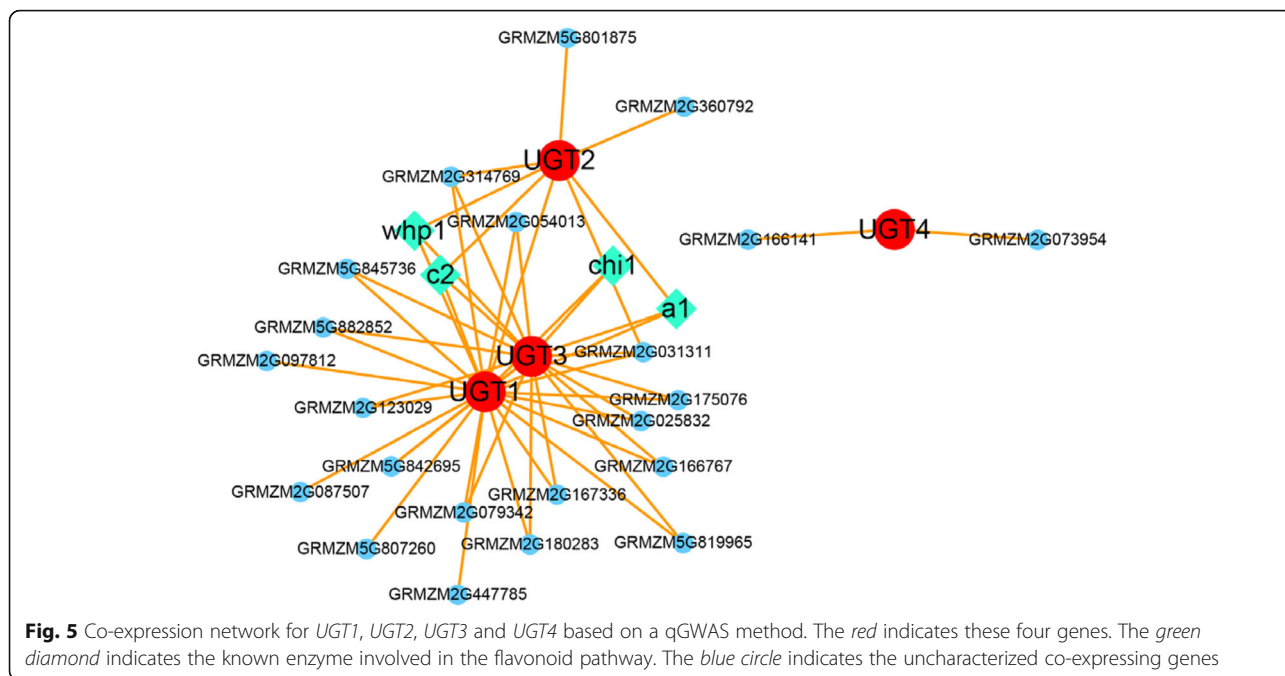 GRMZM5G801875
GRMZM2G360792
UGT2
GRMZM2G314769
GRMZM2G054013
whp1
UGT4
GRMZM2G166141
GRMZM2G073954
GRMZM5G845736
c2
chi1
a1
GRMZM5G882852
UGT3
GRMZM2G031311
GRMZM2G097812
UGT1
GRMZM2G123029
GRMZM2G175076
GRMZM2G025832
GRMZM5G842695
GRMZM2G166767
GRMZM2G087507
GRMZM2G167336
GRMZM2G079342
GRMZM5G807260
GRMZM2G180283
GRMZM5G819965
GRMZM2G447785
Fig. 5 Co-expression network for UGT1, UGT2, UGT3 and UGT4 based on a qGWAS method. The red indicates these four genes. The green
diamond indicates the known enzyme involved in the flavonoid pathway. The blue circle indicates the uncharacterized co-expressing genes